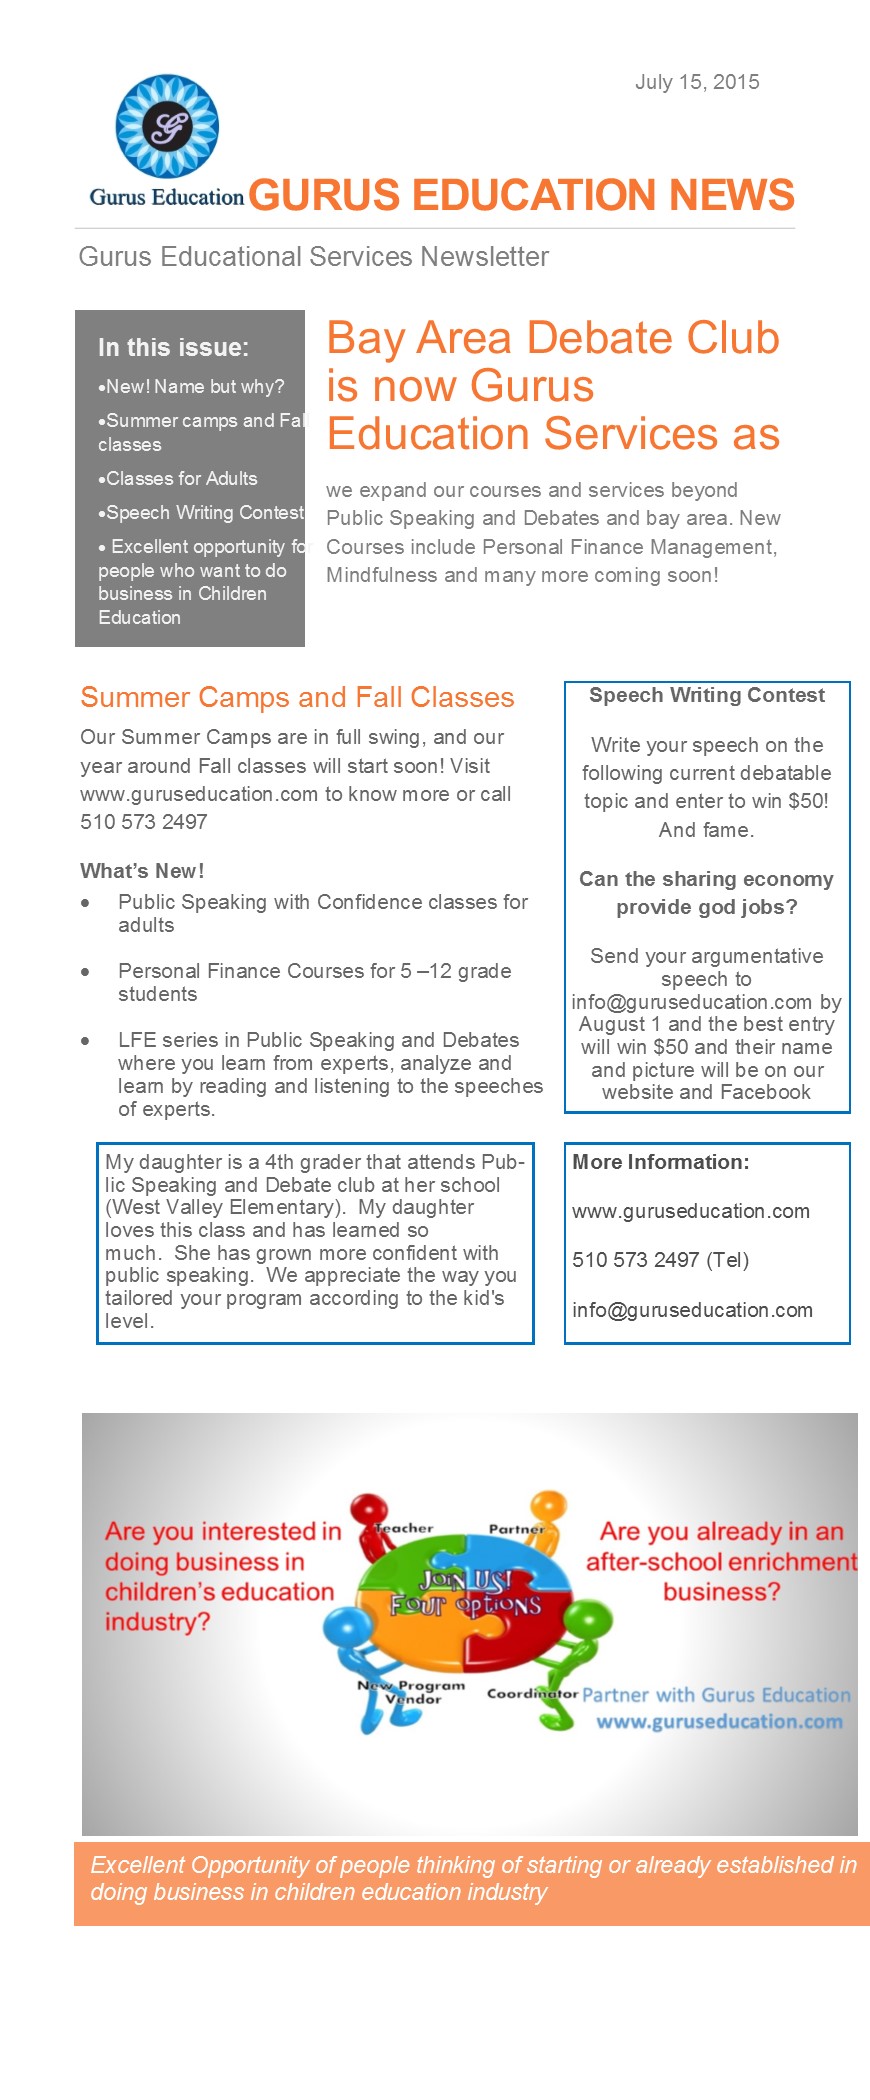 July 15, 2015
Gurus Education
GURUS EDUCATION NEWS
Gurus Educational Services Newsletter
In this issue:
•New! Name but why?
•Summer camps and Fall
classes
•Classes for Adults
•Speech Writing Contest
• Excellent opportunity for
people who want to do
business in Children
Education
Bay Area Debate Club
is now Gurus
Education Services as
we expand our courses and services beyond
Public Speaking and Debates and bay area. New
Courses include Personal Finance Management,
Mindfulness and many more coming soon!
Summer Camps and Fall Classes
Our Summer Camps are in full swing, and our
year around Fall classes will start soon! Visit
www.guruseducation.com to know more or call
510 573 2497
What's New!
• Public Speaking with Confidence classes for
adults
• Personal Finance Courses for 5 –12 grade
students
• LFE series in Public Speaking and Debates
where you learn from experts, analyze and
learn by reading and listening to the speeches
of experts.
Speech Writing Contest
Write your speech on the
following current debatable
topic and enter to win $50!
And fame.
Can the sharing economy
provide god jobs?
Send your argumentative
speech to
info@guruseducation.com by
August 1 and the best entry
will win $50 and their name
and picture will be on our
website and Facebook
My daughter is a 4th grader that attends Pub-
lic Speaking and Debate club at her school
(West Valley Elementary).  My daughter
loves this class and has learned so
much.  She has grown more confident with
public speaking.  We appreciate the way you
tailored your program according to the kid's
level.
More Information:
www.guruseducation.com
510 573 2497 (Tel)
info@guruseducation.com
Are you interested in
doing business in
children's education
industry?
Teacher
Partner
JOIN US!
Four options
New Program
Vendor
Coordinator
Are you already in an
after-school enrichment
business?
Partner with Gurus Education
www.guruseducation.com
Excellent Opportunity of people thinking of starting or already established in
doing business in children education industry